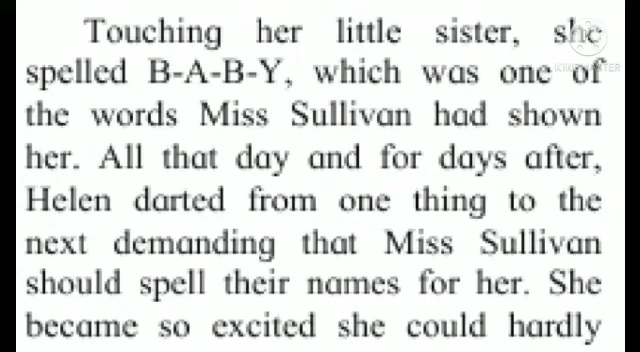 Touching her little sister, she
spelled B-A-B-Y, which was one of
the words Miss Sullivan had shown
her. All that day and for days after,
Helen darted from one thing to the
next demanding that Miss Sullivan
should spell their names for her. She
became so excited she could hardly